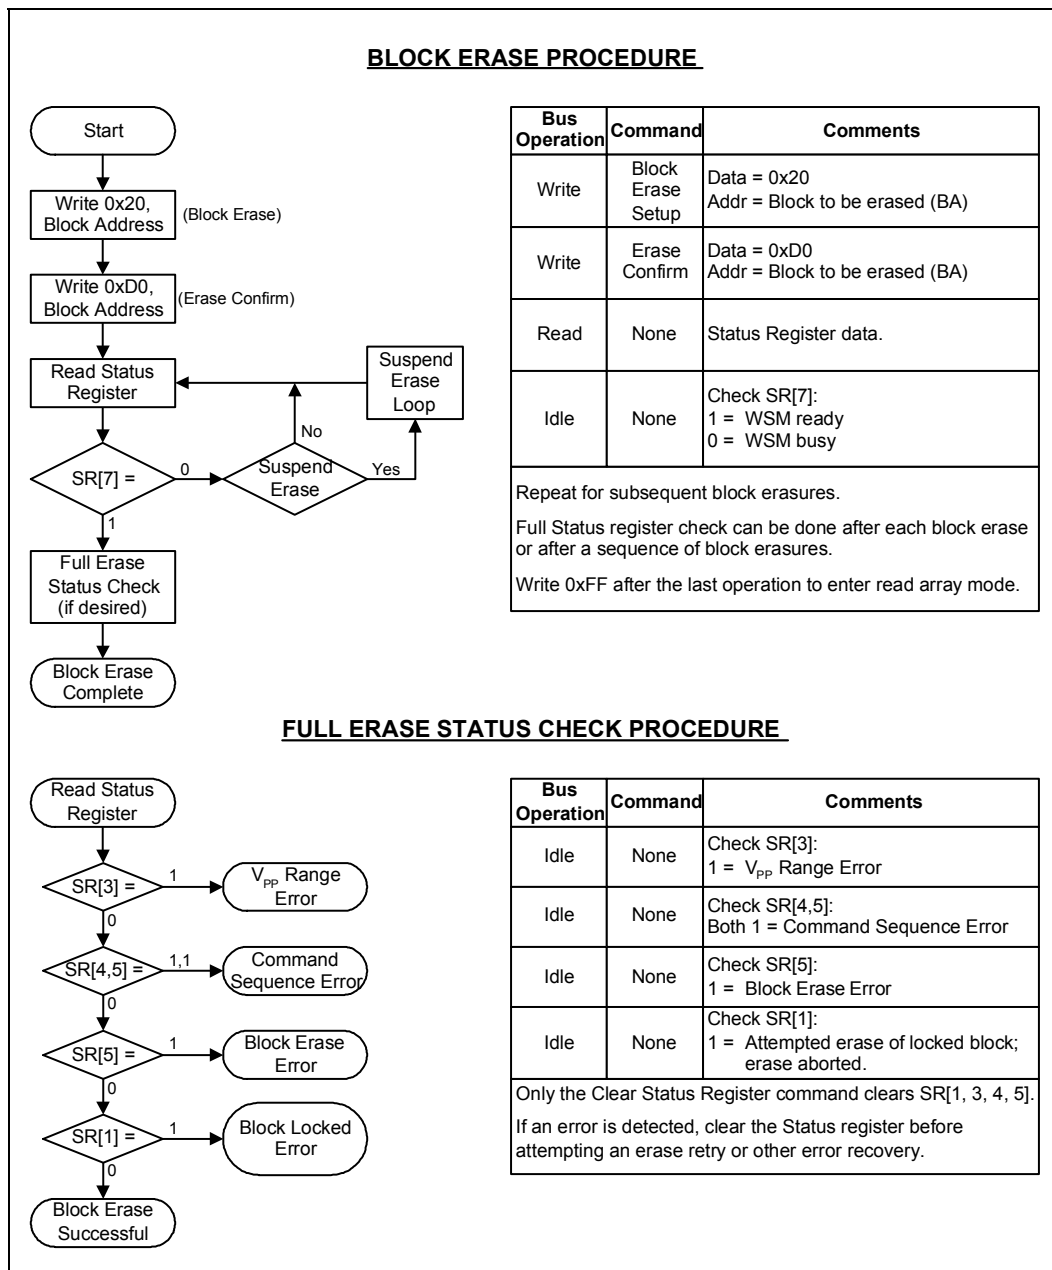 BLOCK ERASE PROCEDURE
Start
Write 0x20,
Block Address
(Block Erase)
Write 0xD0,
Block Address
(Erase Confirm)
Read Status
Register
Suspend
Erase
Loop
No
SR[7] =
0
Suspend
Erase
Yes
1
Full Erase
Status Check
(if desired)
Block Erase
Complete
Bus
Operation
Command
Comments
Write
Block
Erase
Setup
Data = 0x20
Addr = Block to be erased (BA)
Write
Erase
Confirm
Data = 0xD0
Addr = Block to be erased (BA)
Read
None
Status Register data.
Idle
None
Check SR[7]:
1 = WSM ready
0 = WSM busy
Repeat for subsequent block erasures.
Full Status register check can be done after each block erase
or after a sequence of block erasures.
Write 0xFF after the last operation to enter read array mode.
FULL ERASE STATUS CHECK PROCEDURE
Read Status
Register
SR[3] =
1
V_PP Range
Error
0
SR[4,5] =
1,1
Command
Sequence Error
0
SR[5] =
1
Block Erase
Error
0
SR[1] =
1
Block Locked
Error
0
Block Erase
Successful
Bus
Operation
Command
Comments
Idle
None
Check SR[3]:
1 = V_PP Range Error
Idle
None
Check SR[4,5]:
Both 1 = Command Sequence Error
Idle
None
Check SR[5]:
1 = Block Erase Error
Idle
None
Check SR[1]:
1 = Attempted erase of locked block;
erase aborted.
Only the Clear Status Register command clears SR[1, 3, 4, 5].
If an error is detected, clear the Status register before
attempting an erase retry or other error recovery.